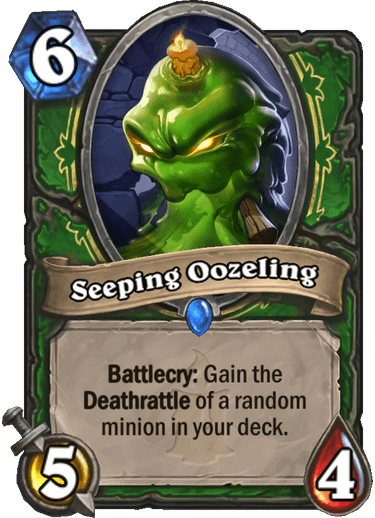 6
Seeping Oozeling
Battlecry: Gain the
Deathrattle of a random
minion in your deck.
5
4